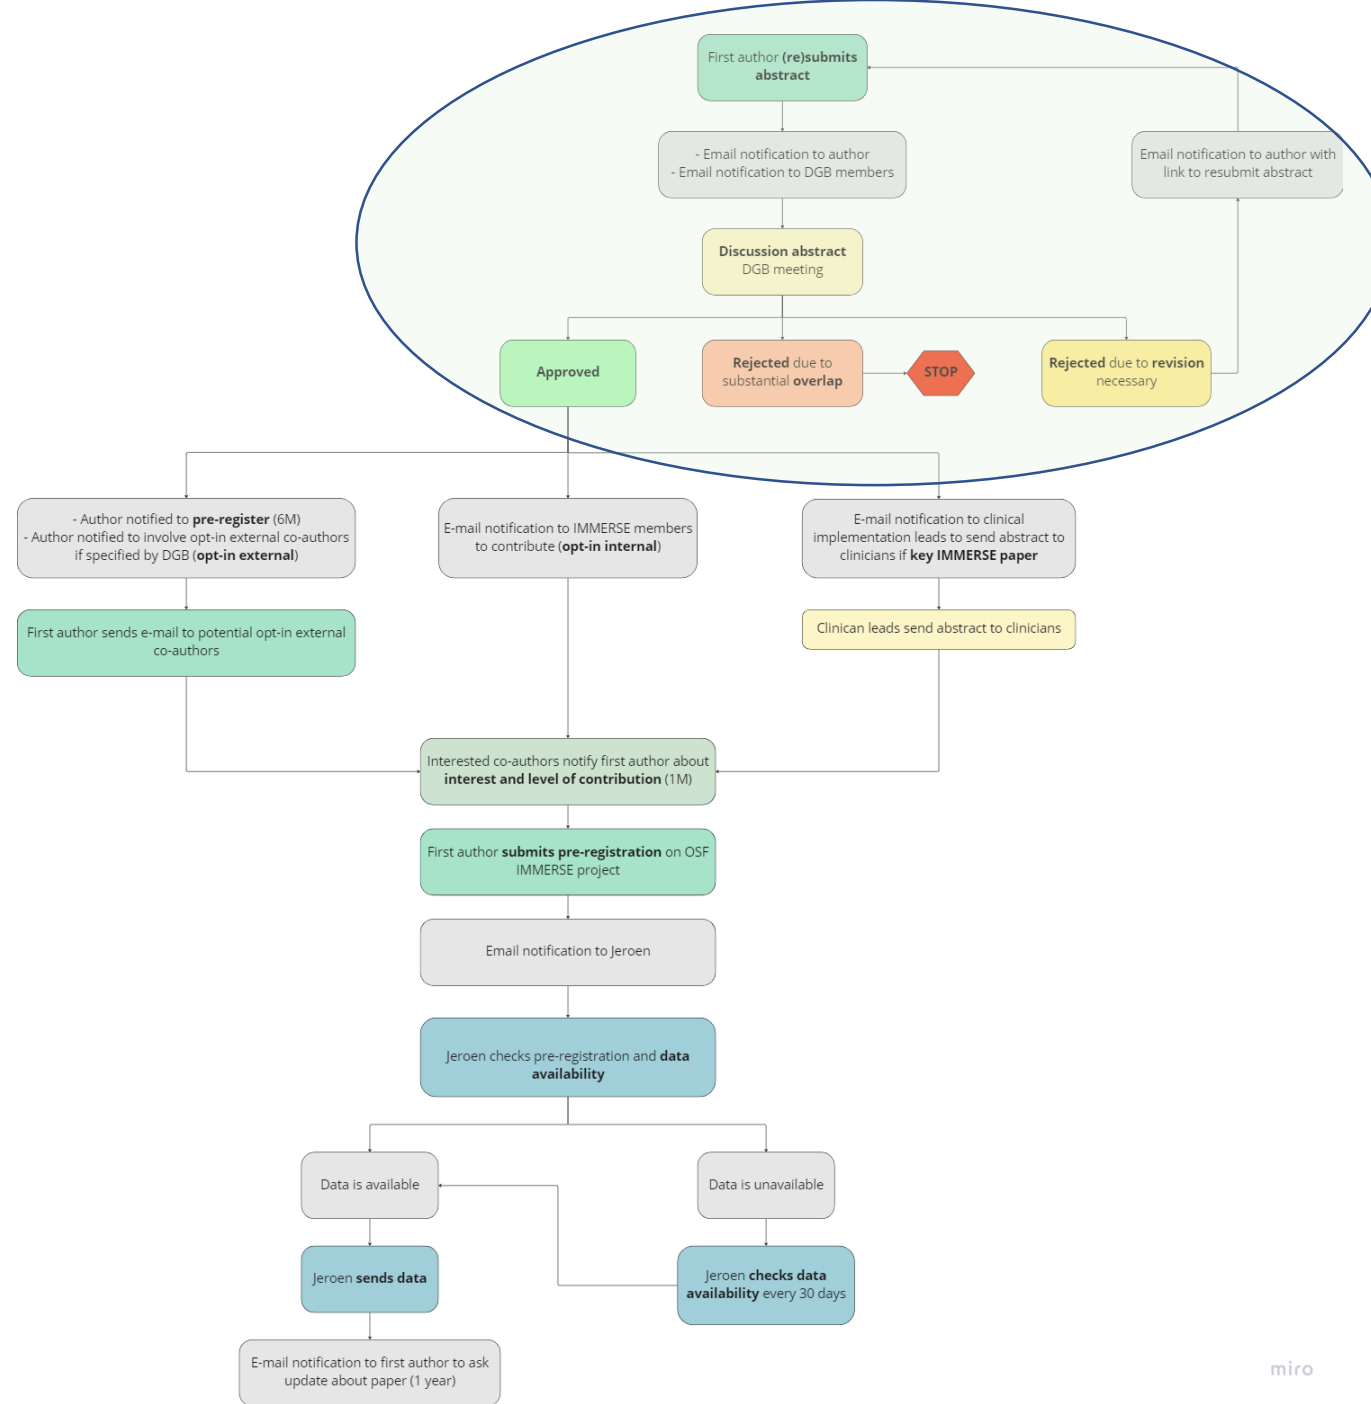 First author (re)submits
abstract
- Email notification to author
- Email notification to DGB members
Email notification to author with
link to resubmit abstract
Discussion abstract
DGB meeting
Approved
Rejected due to
substantial overlap
STOP
Rejected due to revision
necessary
- Author notified to pre-register (6M)
- Author notified to involve opt-in external co-authors
if specified by DGB (opt-in external)
E-mail notification to IMMERSE members
to contribute (opt-in internal)
E-mail notification to clinical
implementation leads to send abstract to
clinicians if key IMMERSE paper
First author sends e-mail to potential opt-in external
co-authors
Clinican leads send abstract to clinicians
Interested co-authors notify first author about
interest and level of contribution (1M)
First author submits pre-registration on OSF
IMMERSE project
Email notification to Jeroen
Jeroen checks pre-registration and data
availability
Data is available
Data is unavailable
Jeroen sends data
Jeroen checks data
availability every 30 days
E-mail notification to first author to ask
update about paper (1 year)
miro